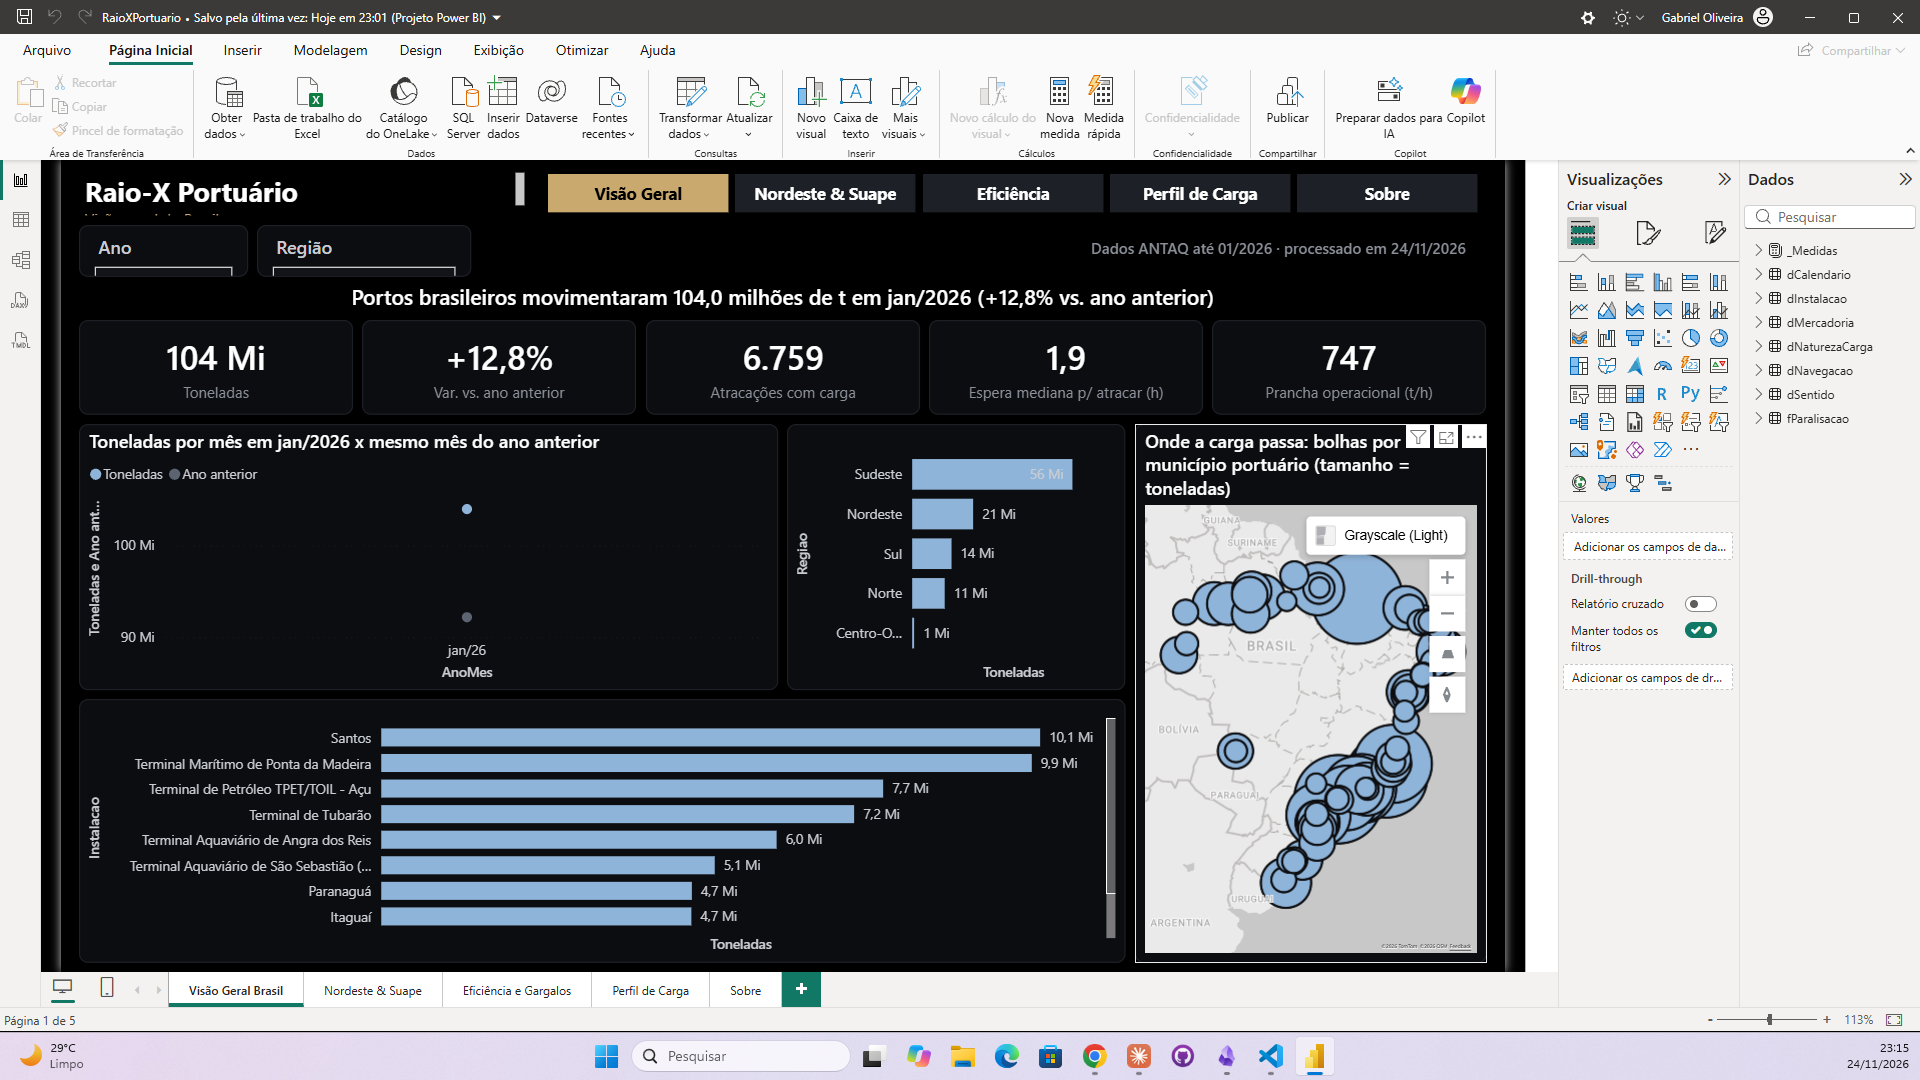 RaioXPortuario • Salvo pela última vez: Hoje em 23:01 (Projeto Power BI)
Gabriel Oliveira
Arquivo
Página Inicial
Inserir
Modelagem
Design
Exibição
Otimizar
Ajuda
Compartilhar
Colar
Recortar
Copiar
Pincel de formatação
Área de Transferência
Obter dados
Pasta de trabalho do Excel
Catálogo do OneLake
SQL Server
Inserir dados
Dataverse
Fontes recentes
Dados
Transformar dados
Atualizar
Consultas
Novo visual
Caixa de texto
Mais visuais
Inserir
Novo cálculo do visual
Nova medida
Medida rápida
Cálculos
Confidencialidade
Confidencialidade
Publicar
Compartilhar
Preparar dados para IA
Copilot
Copilot
Raio-X Portuário
Visão Geral
Nordeste & Suape
Eficiência
Perfil de Carga
Sobre
Ano
Região
Dados ANTAQ até 01/2026 · processado em 24/11/2026
Portos brasileiros movimentaram 104,0 milhões de t em jan/2026 (+12,8% vs. ano anterior)
104 Mi
Toneladas
+12,8%
Var. vs. ano anterior
6.759
Atracações com carga
1,9
Espera mediana p/ atracar (h)
747
Prancha operacional (t/h)
Toneladas por mês em jan/2026 x mesmo mês do ano anterior
Toneladas
Ano anterior
Toneladas e Ano ant...
100 Mi
90 Mi
jan/26
AnoMes
Regiao
Sudeste
56 Mi
Nordeste
21 Mi
Sul
14 Mi
Norte
11 Mi
Centro-O...
1 Mi
Toneladas
Onde a carga passa: bolhas por
município portuário (tamanho =
toneladas)
Grayscale (Light)
GUIANA
SURINAME
BRASIL
BOLÍVIA
PARAGUAI
URUGUAI
ARGENTINA
©2026 TomTom ©2026 OSM Feedback
Instalacao
Santos
10,1 Mi
Terminal Marítimo de Ponta da Madeira
9,9 Mi
Terminal de Petróleo TPET/TOIL - Açu
7,7 Mi
Terminal de Tubarão
7,2 Mi
Terminal Aquaviário de Angra dos Reis
6,0 Mi
Terminal Aquaviário de São Sebastião (...
5,1 Mi
Paranaguá
4,7 Mi
Itaguaí
4,7 Mi
Toneladas
Visualizações
Criar visual
R
Py
Valores
Adicionar os campos de da...
Drill-through
Relatório cruzado
Manter todos os
filtros
Adicionar os campos de dr...
Dados
Pesquisar
_Medidas
dCalendario
dInstalacao
dMercadoria
dNaturezaCarga
dNavegacao
dSentido
fParalisacao
DAX
TMDL
Visão Geral Brasil
Nordeste & Suape
Eficiência e Gargalos
Perfil de Carga
Sobre
+
Página 1 de 5
- + 113%
29°C
Limpo
Pesquisar
23:15
24/11/2026